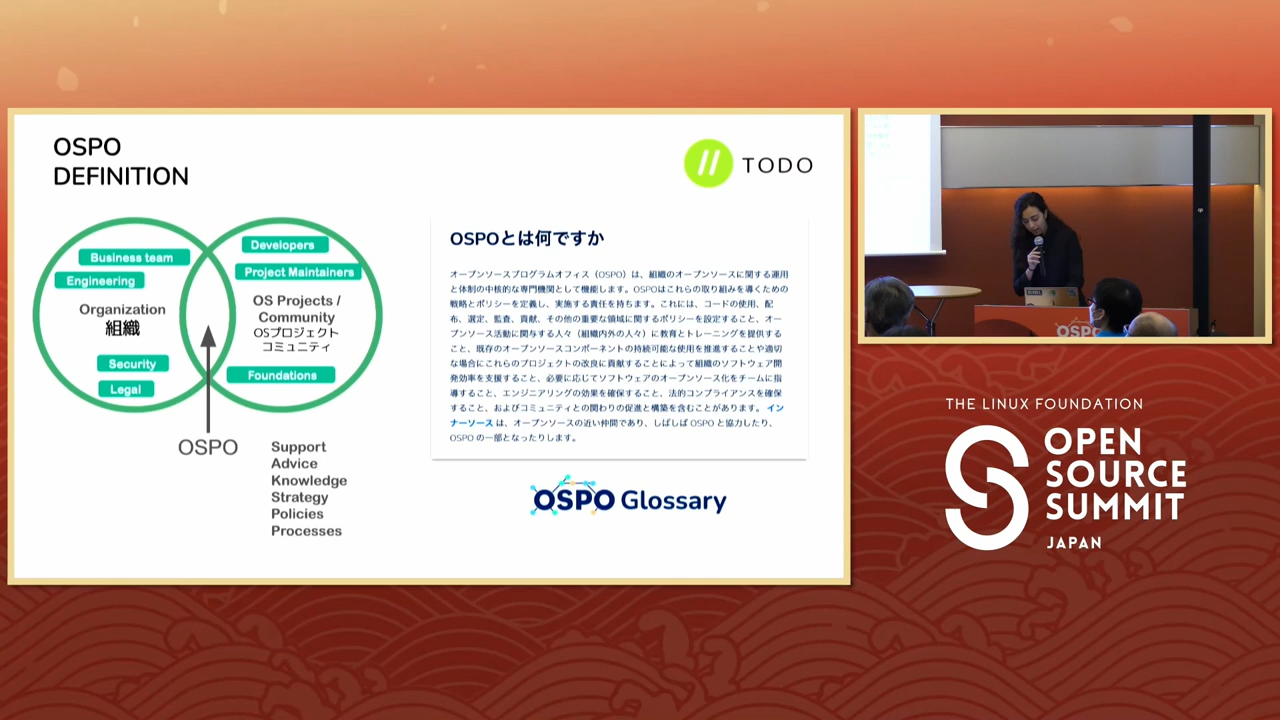 OSPO
DEFINITION
TODO
Business team
Engineering
Organization
組織
Security
Legal
Developers
Project Maintainers
OS Projects /
Community
OSプロジェクト
コミュニティ
Foundations
OSPO
Support
Advice
Knowledge
Strategy
Policies
Processes
OSPOとは何ですか
オープンソースプログラムオフィス（OSPO）は、組織のオープンソースに関する運用
と体制の中核的な専門機関として機能します。OSPOはこれらの取り組みを導くための
戦略とポリシーを定義し、実施する責任を持ちます。これには、コードの使用、配
布、選定、監査、貢献、その他の重要な領域に関するポリシーを設定すること、オー
プンソース活動に関与する人々（組織内外の人々）に教育とトレーニングを提供する
こと、既存のオープンソースコンポーネントの持続可能な使用を推進することや適切
な場合にこれらのプロジェクトの改良に貢献することによって組織のソフトウェア開
発効率を支援すること、必要に応じてソフトウェアのオープンソース化をチームに指
導すること、エンジニアリングの効果を確保すること、法的コンプライアンスを確保
すること、およびコミュニティとの関わりの促進と構築を含むことがあります。イン
ナーソース は、オープンソースの近い仲間であり、しばしば OSPO と協力したり、
OSPO の一部となったりします。
OSPO Glossary
OSPO
THE LINUX FOUNDATION
OPEN
SOURCE
SUMMIT
JAPAN